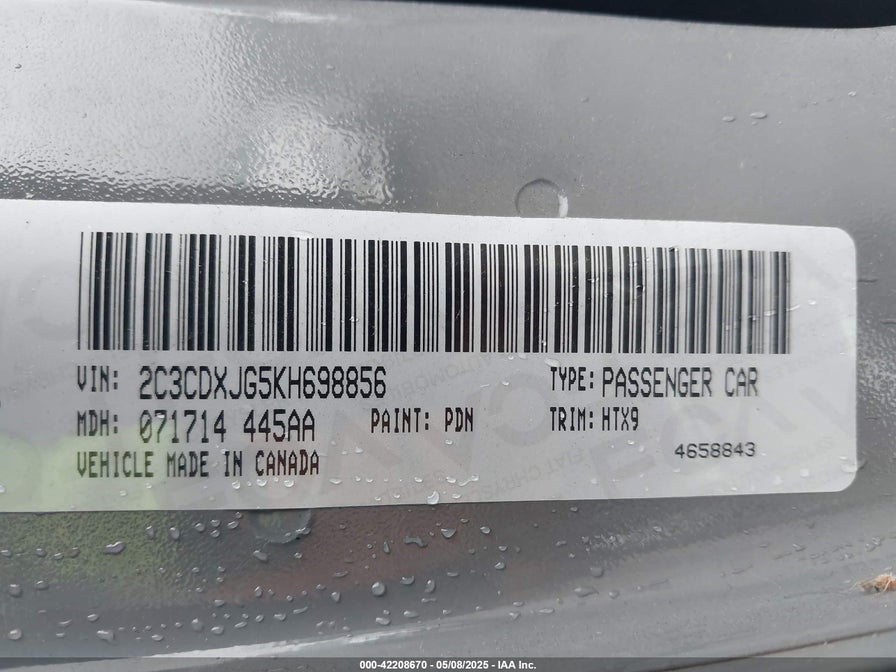 VIN: 2C3CDXJG5KH698856 TYPE: PASSENGER CAR
MDH: 071714 445AA PAINT: PDN TRIM: HTX9
VEHICLE MADE IN CANADA 4658843
000-42208670 - 05/08/2025 - IAA Inc.